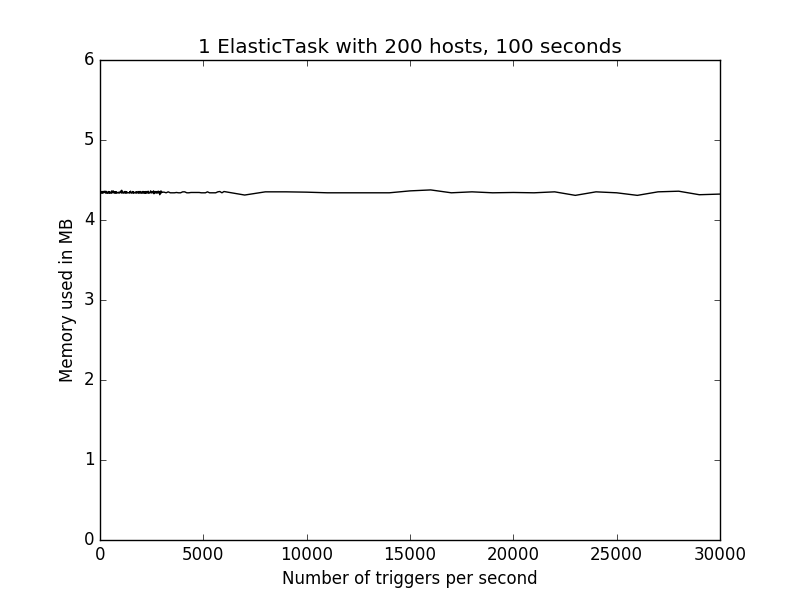 1 ElasticTask with 200 hosts, 100 seconds
6
5
4
3
2
1
0
Memory used in MB
0 5000 10000 15000 20000 25000 30000
Number of triggers per second